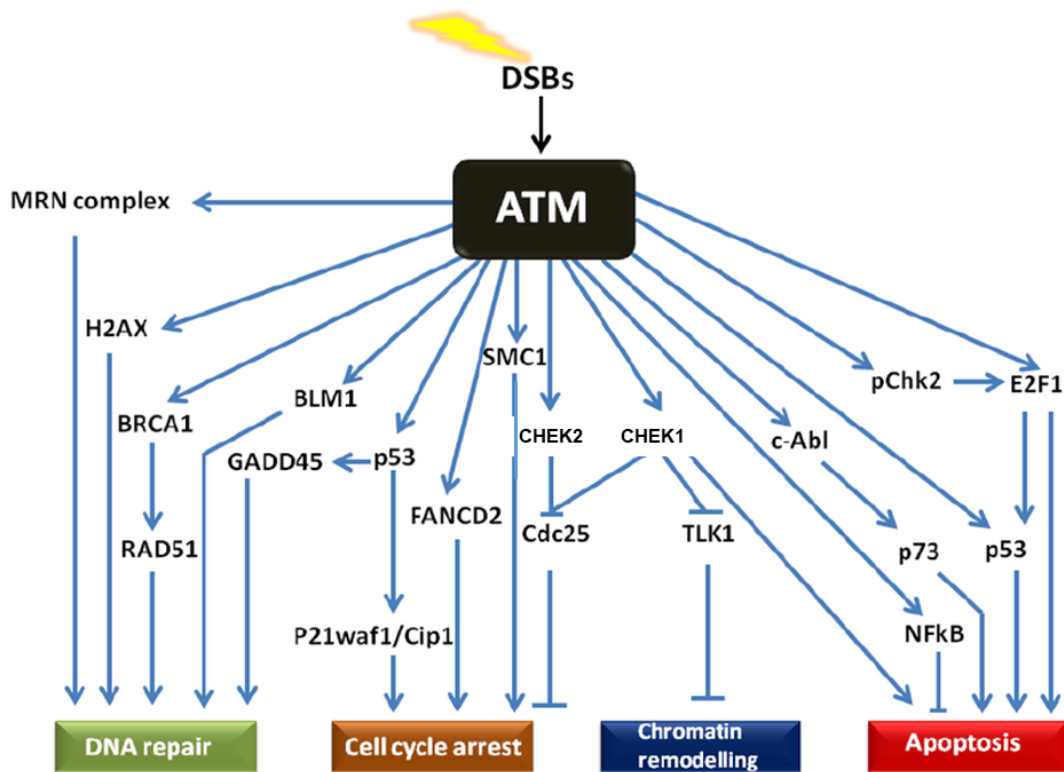 DSBs
ATM
MRN complex
H2AX
SMC1
pChk2
E2F1
BLM1
BRCA1
CHEK2
CHEK1
c-Abl
GADD45
p53
FANCD2
Cdc25
TLK1
RAD51
p73
p53
P21waf1/Cip1
NFkB
DNA repair
Cell cycle arrest
Chromatin
remodelling
Apoptosis